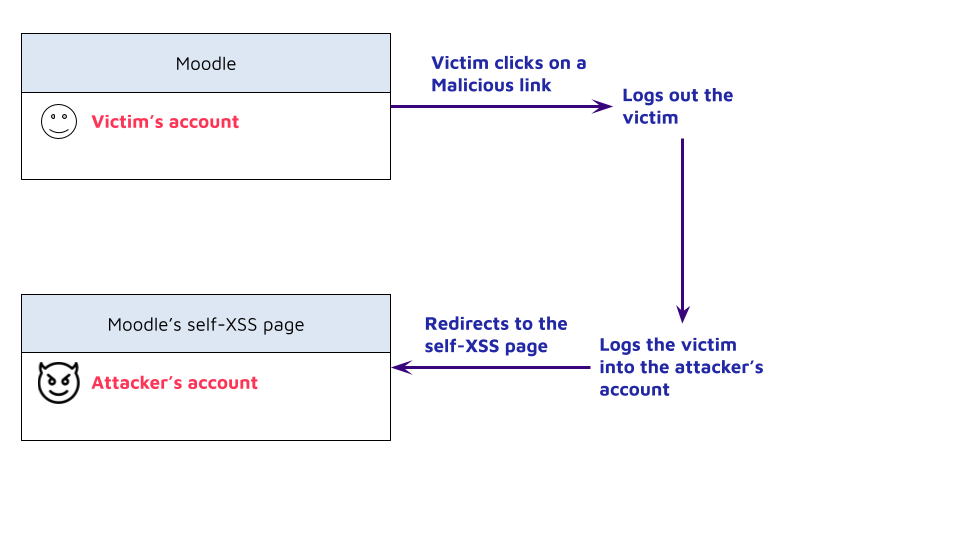 Moodle
Victim’s account
Victim clicks on a
Malicious link
Logs out the
victim
Logs the victim
into the attacker’s
account
Redirects to the
self-XSS page
Moodle’s self-XSS page
Attacker’s account